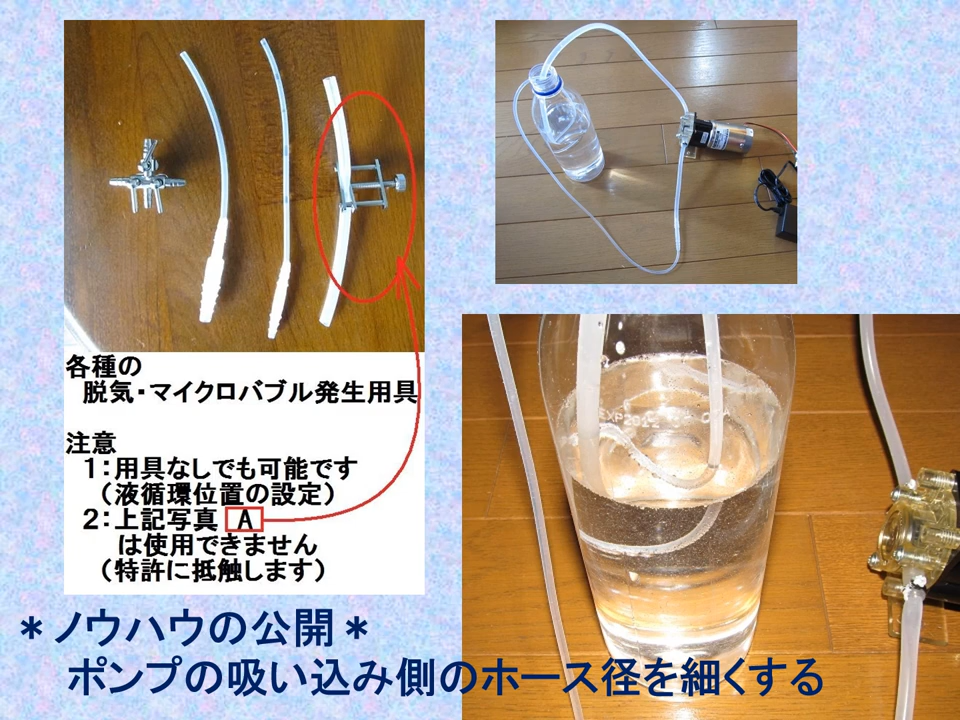 各種の
脱気・マイクロバブル発生用具
注意
1:用具なしでも可能です
(液循環位置の設定)
2:上記写真 A
は使用できません
(特許に抵触します)
EXP2012
＊ノウハウの公開＊
ポンプの吸い込み側のホース径を細くする